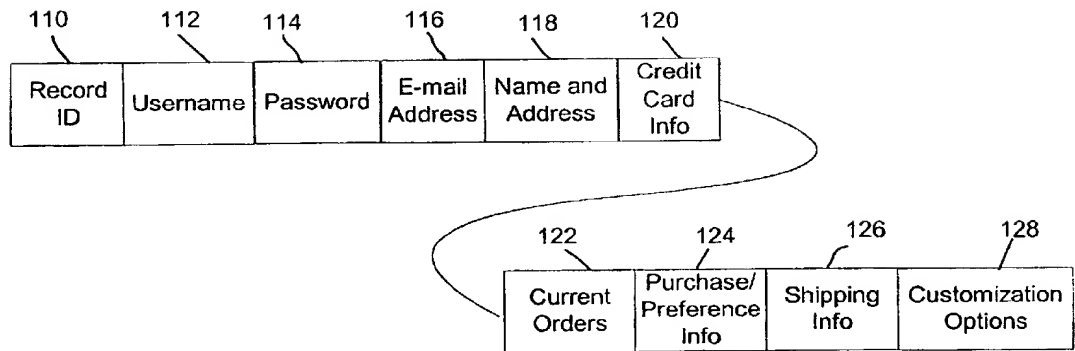 110 112 114 116 118 120
Record ID Username Password E-mail Address Name and Address Credit Card Info
122 124 126 128
Current Orders Purchase/ Preference Info Shipping Info Customization Options